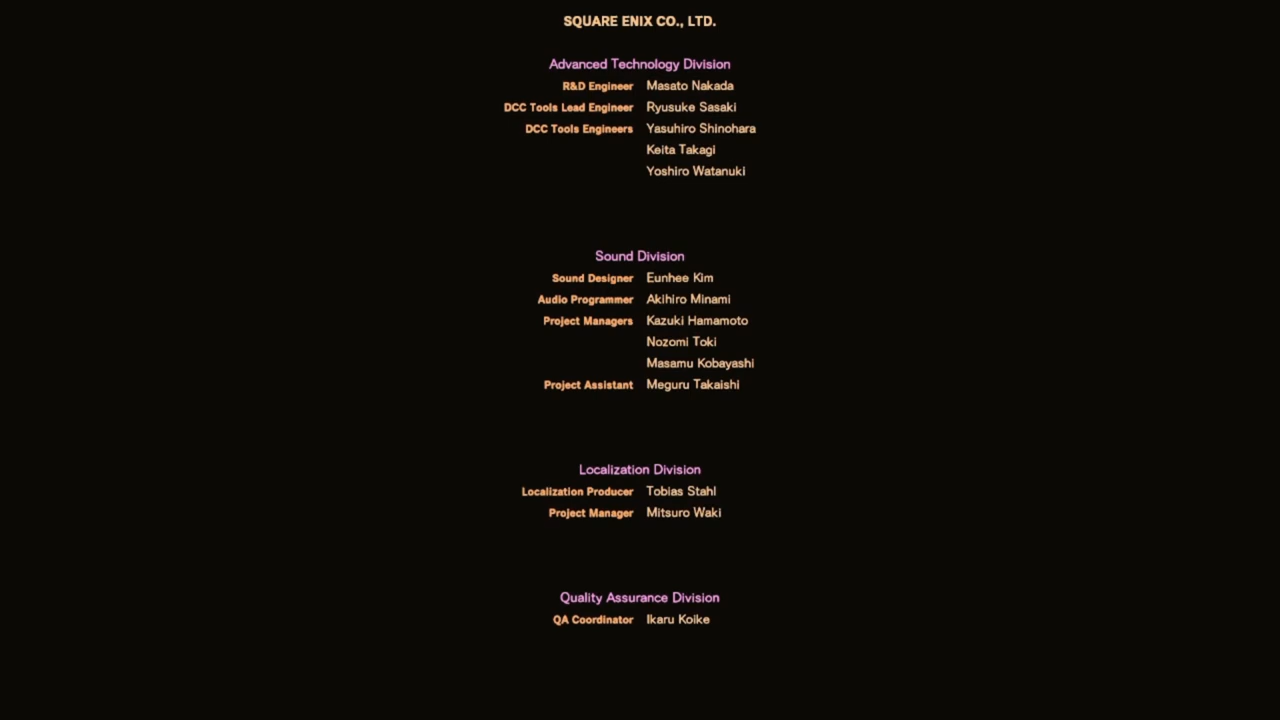 SQUARE ENIX CO., LTD.
Advanced Technology Division
R&D Engineer Masato Nakada
DCC Tools Lead Engineer Ryusuke Sasaki
DCC Tools Engineers Yasuhiro Shinohara
Keita Takagi
Yoshiro Watanuki
Sound Division
Sound Designer Eunhee Kim
Audio Programmer Akihiro Minami
Project Managers Kazuki Hamamoto
Nozomi Toki
Masamu Kobayashi
Project Assistant Meguru Takaishi
Localization Division
Localization Producer Tobias Stahl
Project Manager Mitsuro Waki
Quality Assurance Division
QA Coordinator Ikaru Koike